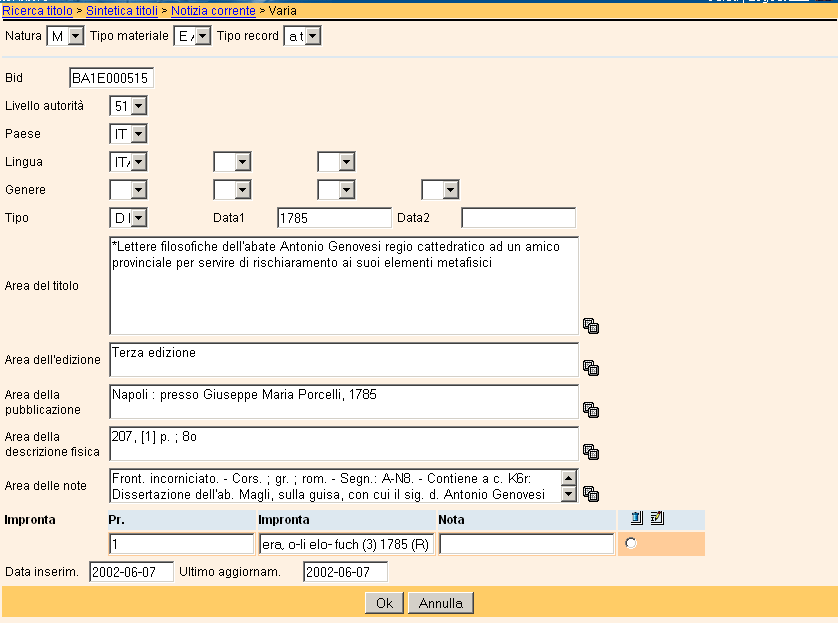 Ricerca titolo > Sintetica titoli > Notizia corrente > Varia
Natura M Tipo materiale E Tipo record a t
Bid BA1E000515
Livello autorità 51
Paese IT
Lingua IT
Genere
Tipo D Data1 1785 Data2
*Lettere filosofiche dell'abate Antonio Genovesi regio cattedratico ad un amico
provinciale per servire di rischiaramento ai suoi elementi metafisici
Area del titolo
Area dell'edizione Terza edizione
Area della
pubblicazione
Napoli : presso Giuseppe Maria Porcelli, 1785
Area della
descrizione fisica
207, [1] p. ; 8o
Area delle note
Front. incorniciato. - Cors. ; gr. ; rom. - Segn.: A-N8. - Contiene a c. K6r:
Dissertazione dell'ab. Magli, sulla guisa, con cui il sig. d. Antonio Genovesi
Impronta Pr. Impronta Nota
1 era, o-li elo- fuch (3) 1785 (R)
Data inserim. 2002-06-07 Ultimo aggiornam. 2002-06-07
Ok Annulla